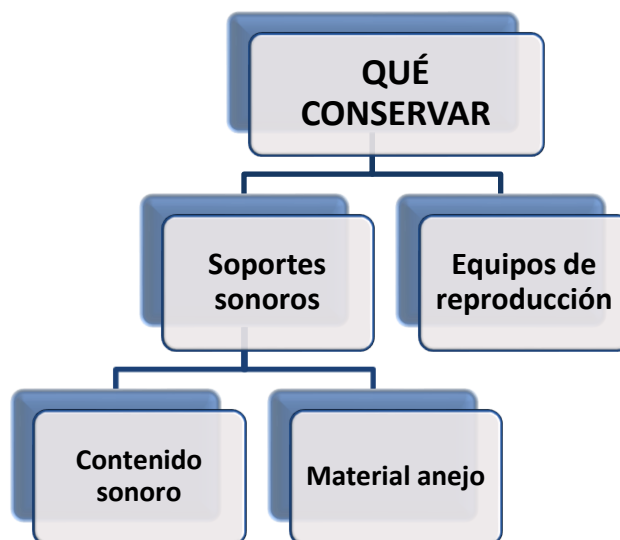 QUÉ
CONSERVAR
Soportes
sonoros
Equipos de
reproducción
Contenido
sonoro
Material anejo